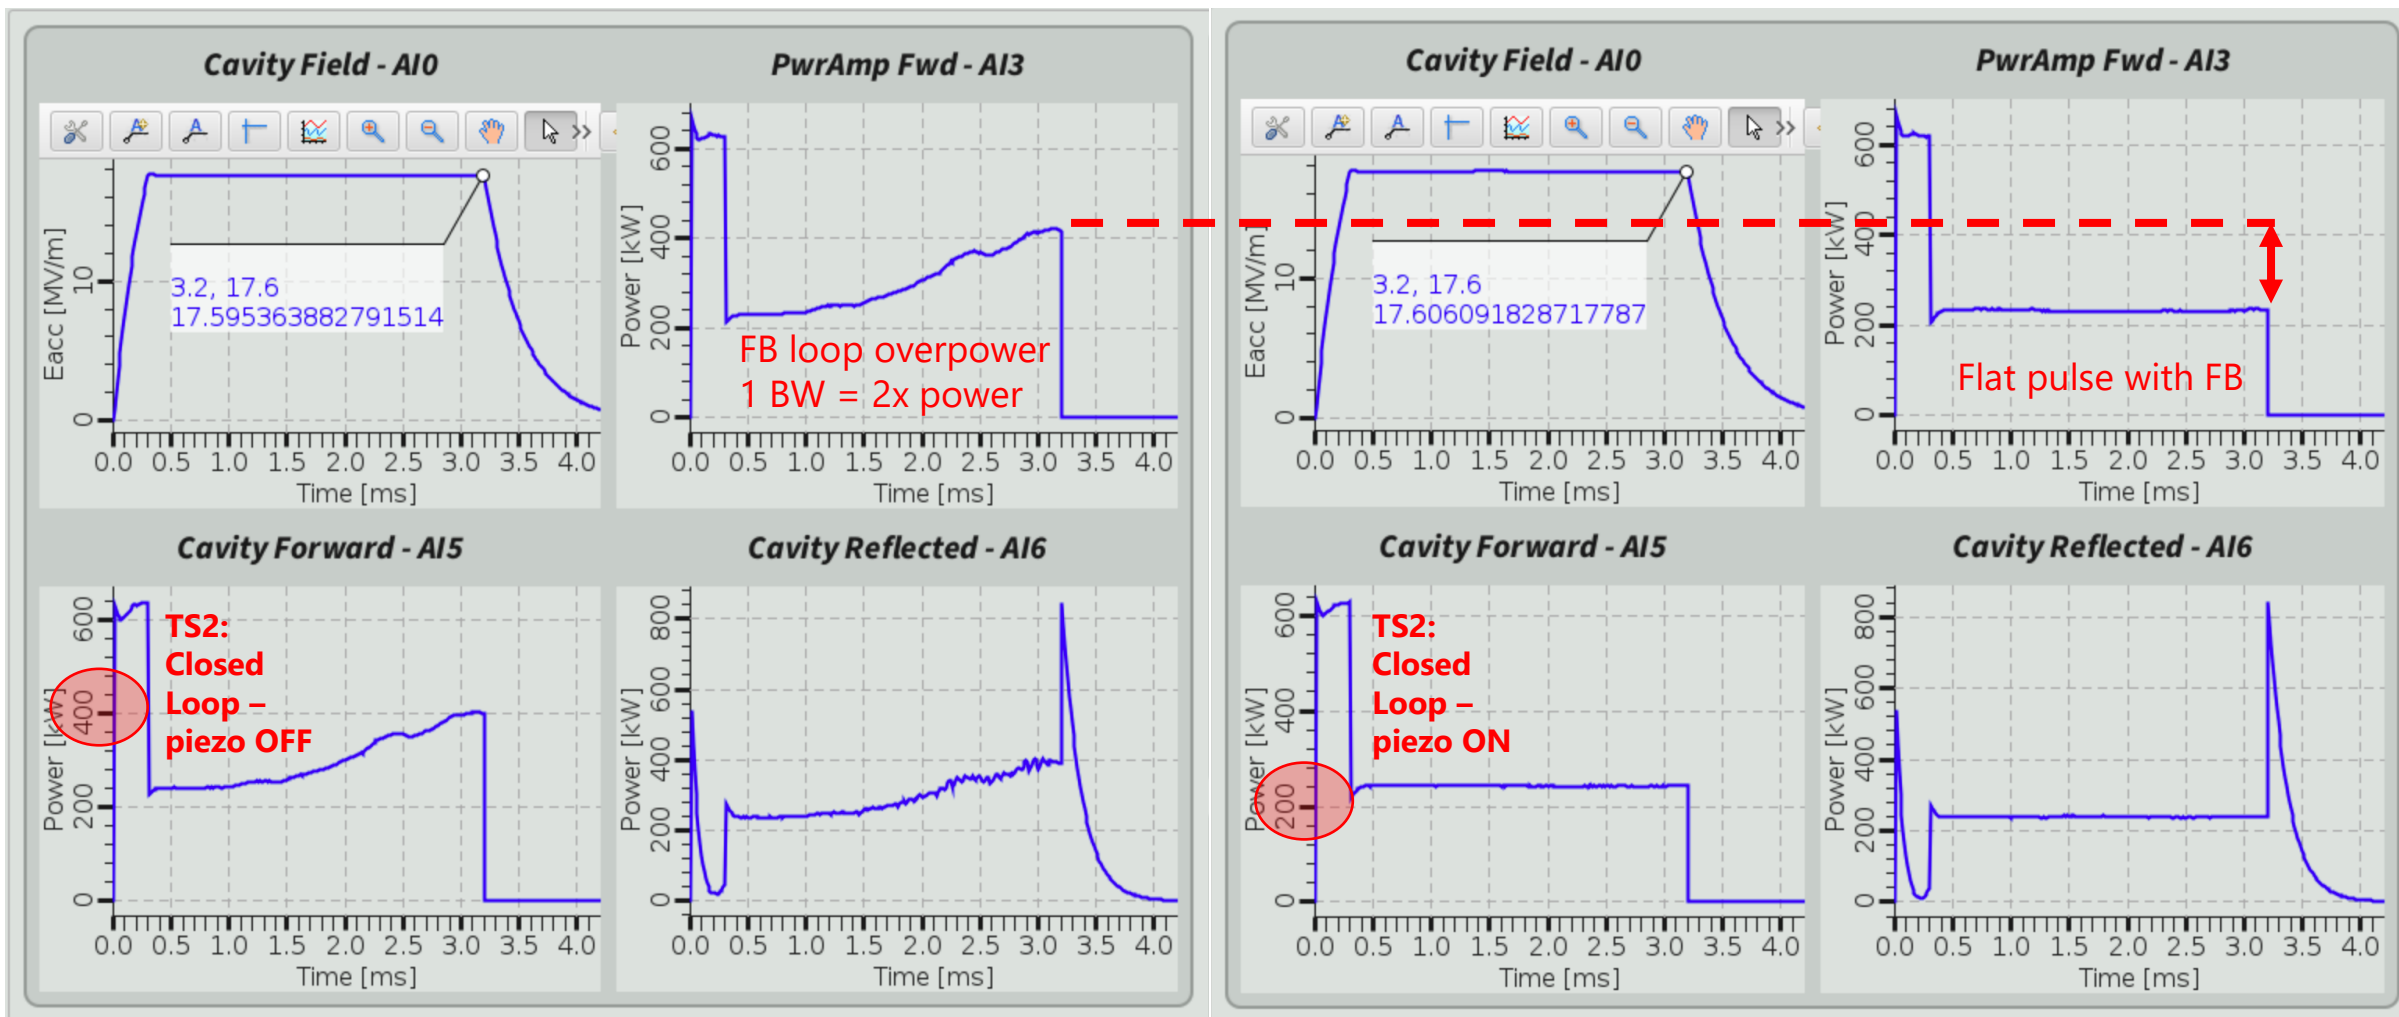 Cavity Field - AI0
PwrAmp Fwd - AI3
A
A
Eacc [MV/m]
10
0
3.2, 17.6
17.595363882791514
0.0 0.5 1.0 1.5 2.0 2.5 3.0 3.5 4.0
Time [ms]
Power [kW]
600
400
200
0
FB loop overpower
1 BW = 2x power
0.0 0.5 1.0 1.5 2.0 2.5 3.0 3.5 4.0
Time [ms]
Cavity Forward - AI5
Cavity Reflected - AI6
Power [kW]
600
400
200
0
TS2:
Closed
Loop –
piezo OFF
0.0 0.5 1.0 1.5 2.0 2.5 3.0 3.5 4.0
Time [ms]
Power [kW]
800
600
400
200
0
0.0 0.5 1.0 1.5 2.0 2.5 3.0 3.5 4.0
Time [ms]
Cavity Field - AI0
PwrAmp Fwd - AI3
A
A
Eacc [MV/m]
10
0
3.2, 17.6
17.606091828717787
0.0 0.5 1.0 1.5 2.0 2.5 3.0 3.5 4.0
Time [ms]
Power [kW]
600
400
200
0
Flat pulse with FB
0.0 0.5 1.0 1.5 2.0 2.5 3.0 3.5 4.0
Time [ms]
Cavity Forward - AI5
Cavity Reflected - AI6
Power [kW]
600
400
200
0
TS2:
Closed
Loop –
piezo ON
0.0 0.5 1.0 1.5 2.0 2.5 3.0 3.5 4.0
Time [ms]
Power [kW]
800
600
400
200
0
0.0 0.5 1.0 1.5 2.0 2.5 3.0 3.5 4.0
Time [ms]